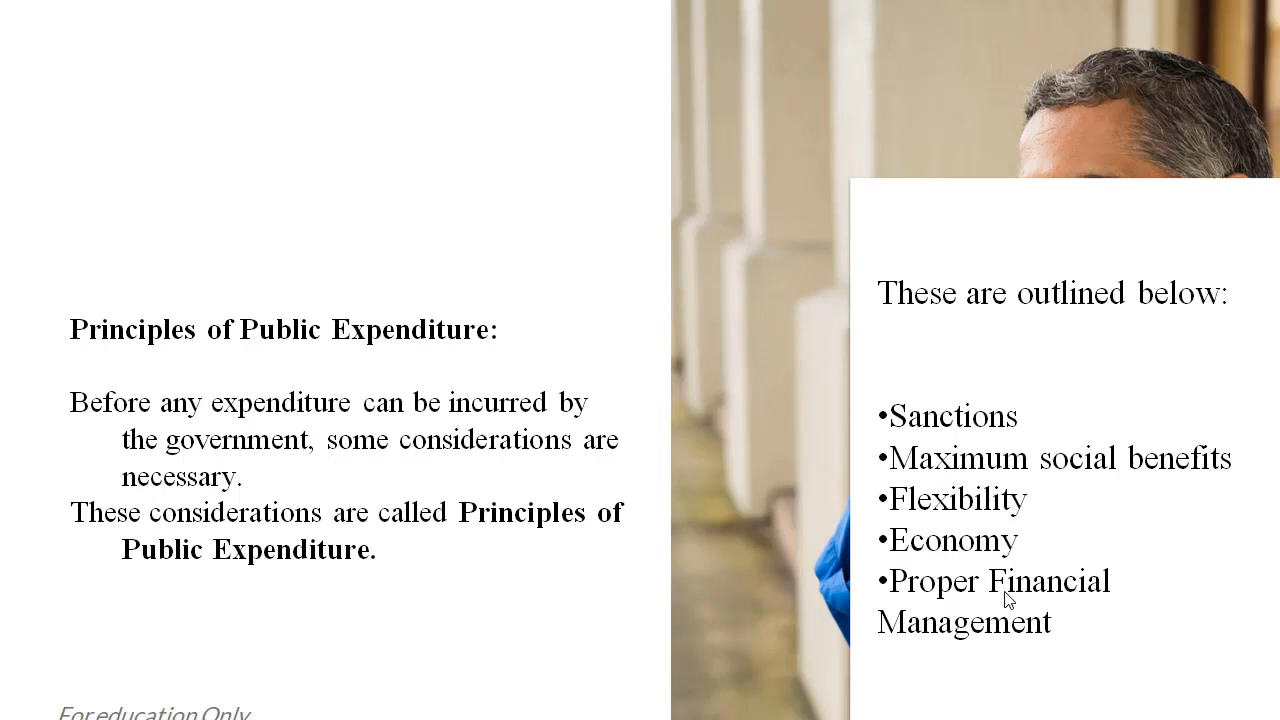 Principles of Public Expenditure:
Before any expenditure can be incurred by
the government, some considerations are
necessary.
These considerations are called Principles of
Public Expenditure.
For education Only
These are outlined below:
•Sanctions
•Maximum social benefits
•Flexibility
•Economy
•Proper Financial
Management